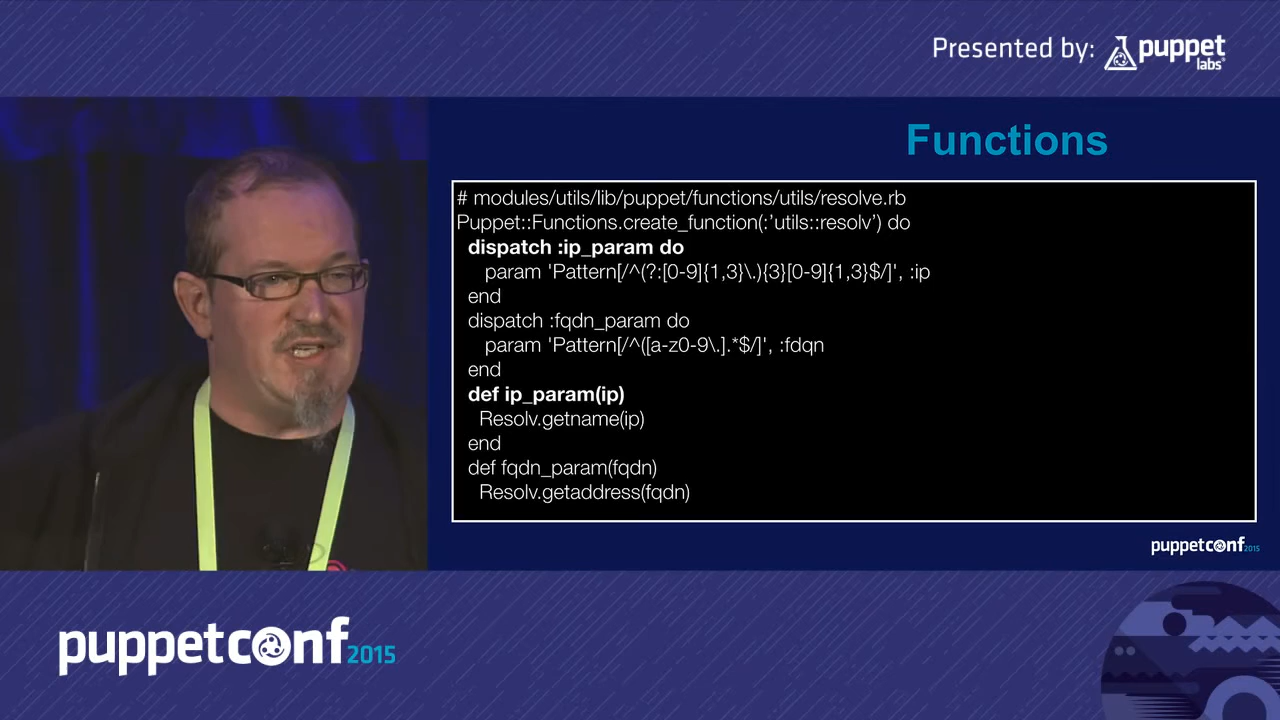 Presented by: puppet labs
Functions
# modules/utils/lib/puppet/functions/utils/resolve.rb
Puppet::Functions.create_function(:'utils::resolv') do
dispatch :ip_param do
param 'Pattern[/^(?:[0-9]{1,3}\.){3}[0-9]{1,3}$/]', :ip
end
dispatch :fqdn_param do
param 'Pattern[/^([a-z0-9\.].*$/]', :fdqn
end
def ip_param(ip)
Resolv.getname(ip)
end
def fqdn_param(fqdn)
Resolv.getaddress(fqdn)
puppetconf 2015
puppetconf 2015